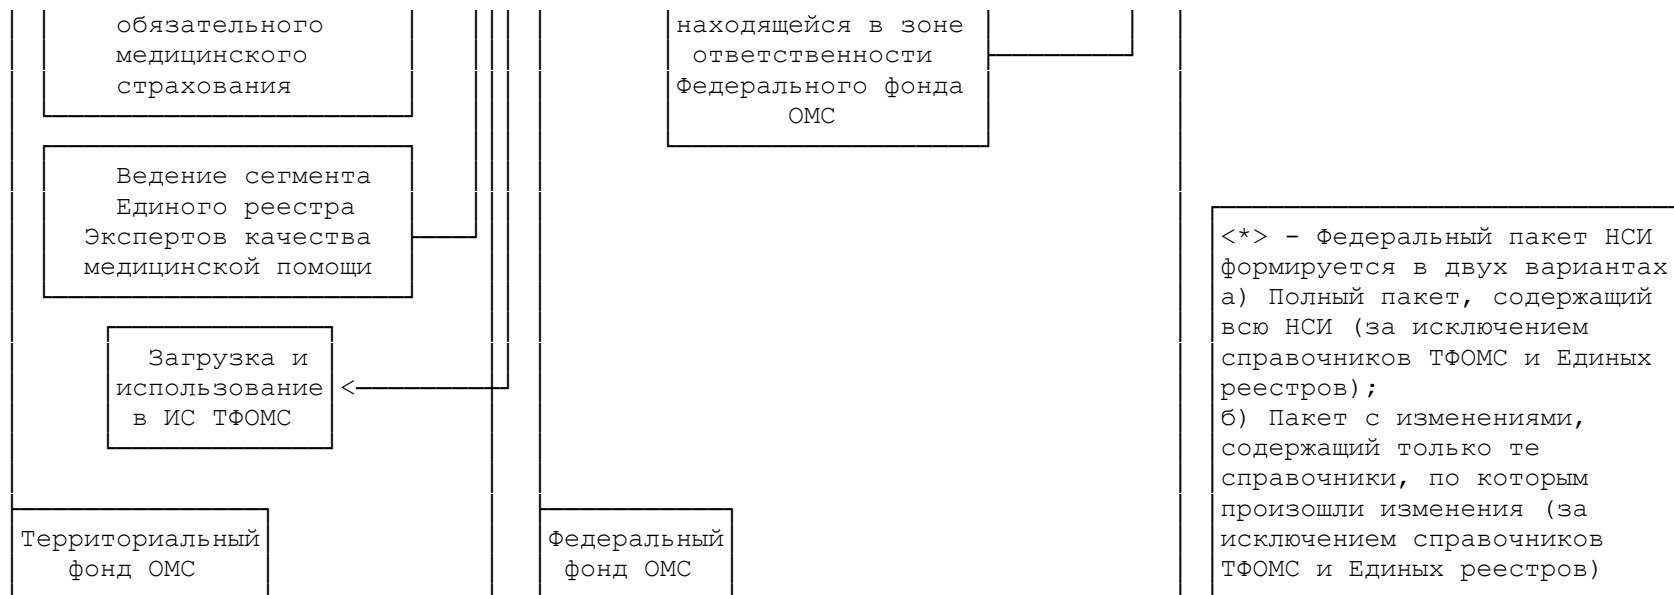 обязательного
медицинского
страхования
находящейся в зоне
ответственности
Федерального фонда
ОМС
Ведение сегмента
Единого реестра
Экспертов качества
медицинской помощи
<*> - Федеральный пакет НСИ
формируется в двух вариантах
а) Полный пакет, содержащий
всю НСИ (за исключением
справочников ТФОМС и Единых
реестров);
б) Пакет с изменениями,
содержащий только те
справочники, по которым
произошли изменения (за
исключением справочников
ТФОМС и Единых реестров)
Загрузка и
использование
в ИС ТФОМС
Территориальный
фонд ОМС
Федеральный
фонд ОМС